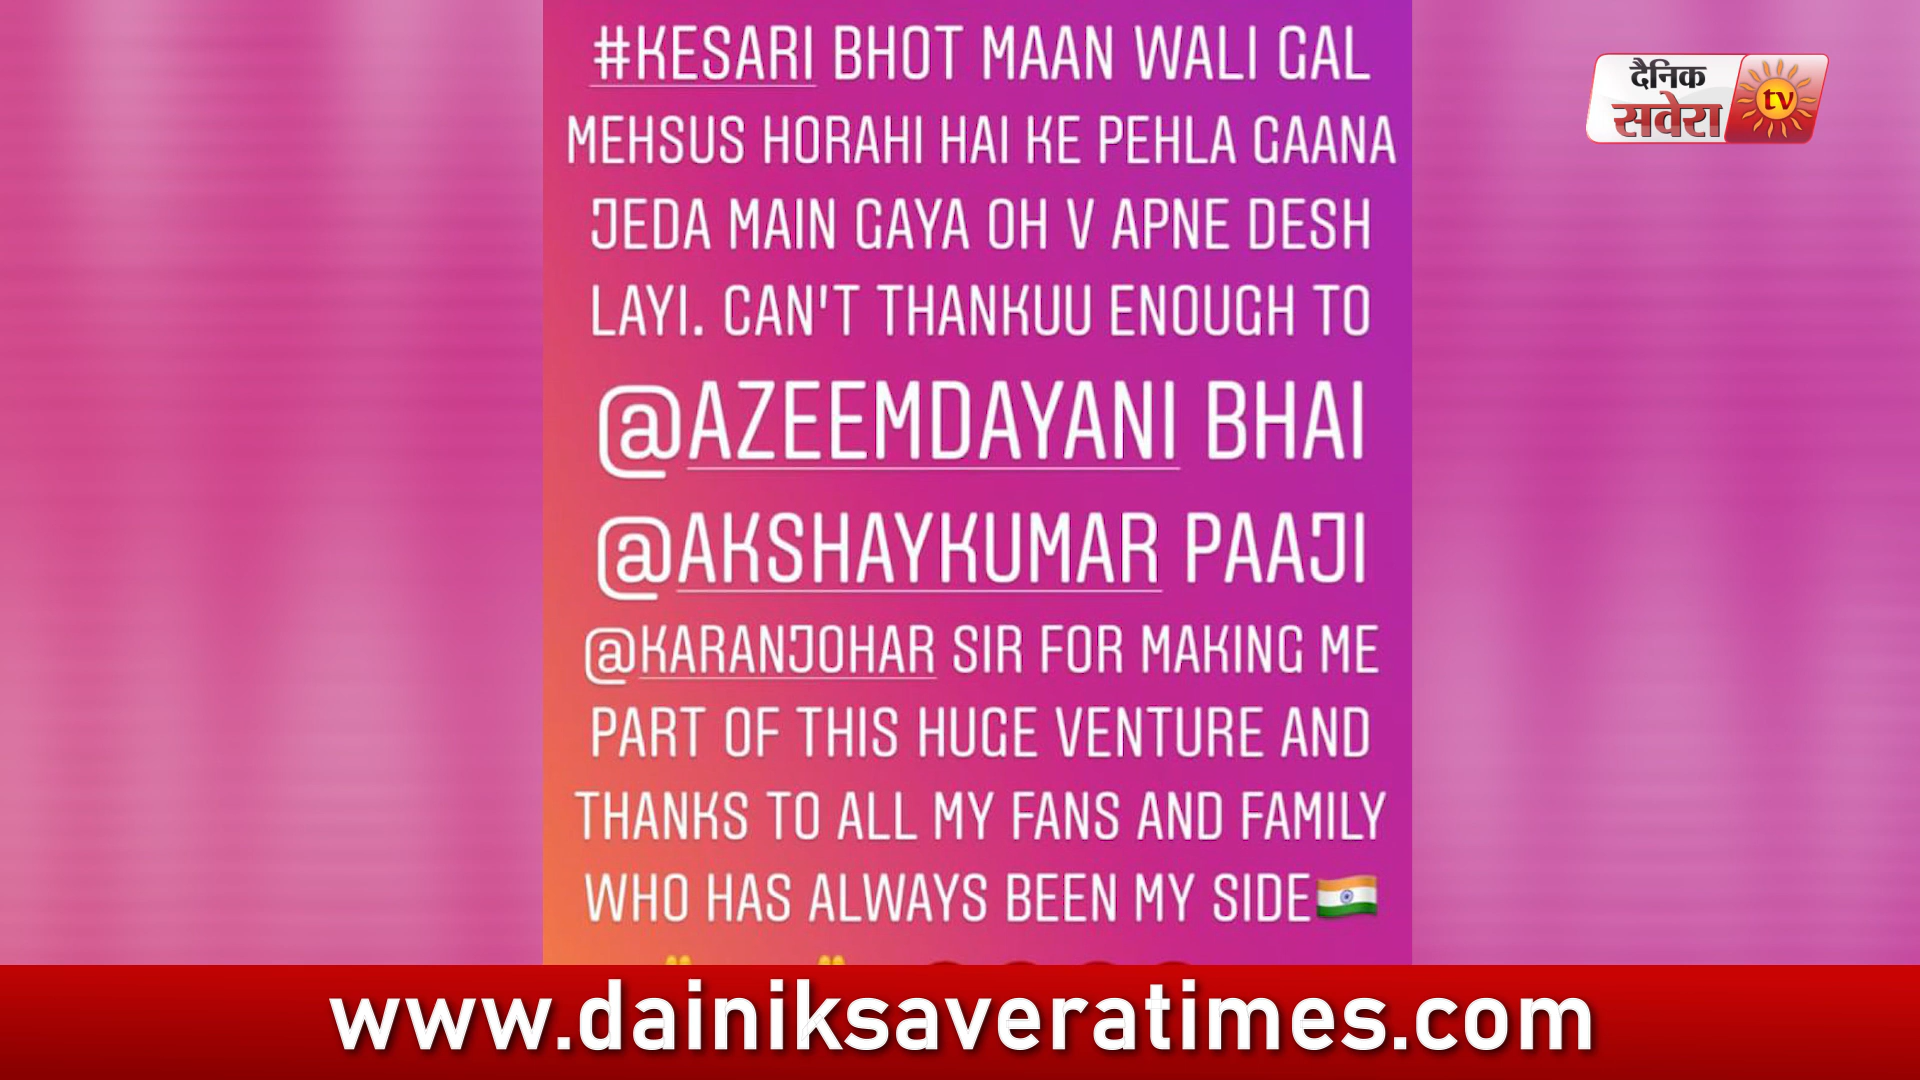 #KESARI BHOT MAAN WALI GAL
MEHSUS HORAHI HAI KE PEHLA GAANA
JEDA MAIN GAYA OH V APNE DESH
LAYI. CAN'T THANKUU ENOUGH TO
@AZEEMDAYANI BHAI
@AKSHAYKUMAR PAAJI
@KARANJOHAR SIR FOR MAKING ME
PART OF THIS HUGE VENTURE AND
THANKS TO ALL MY FANS AND FAMILY
WHO HAS ALWAYS BEEN MY SIDE🇮🇳
दैनिक
सवेरा tv
www.dainiksaveratimes.com